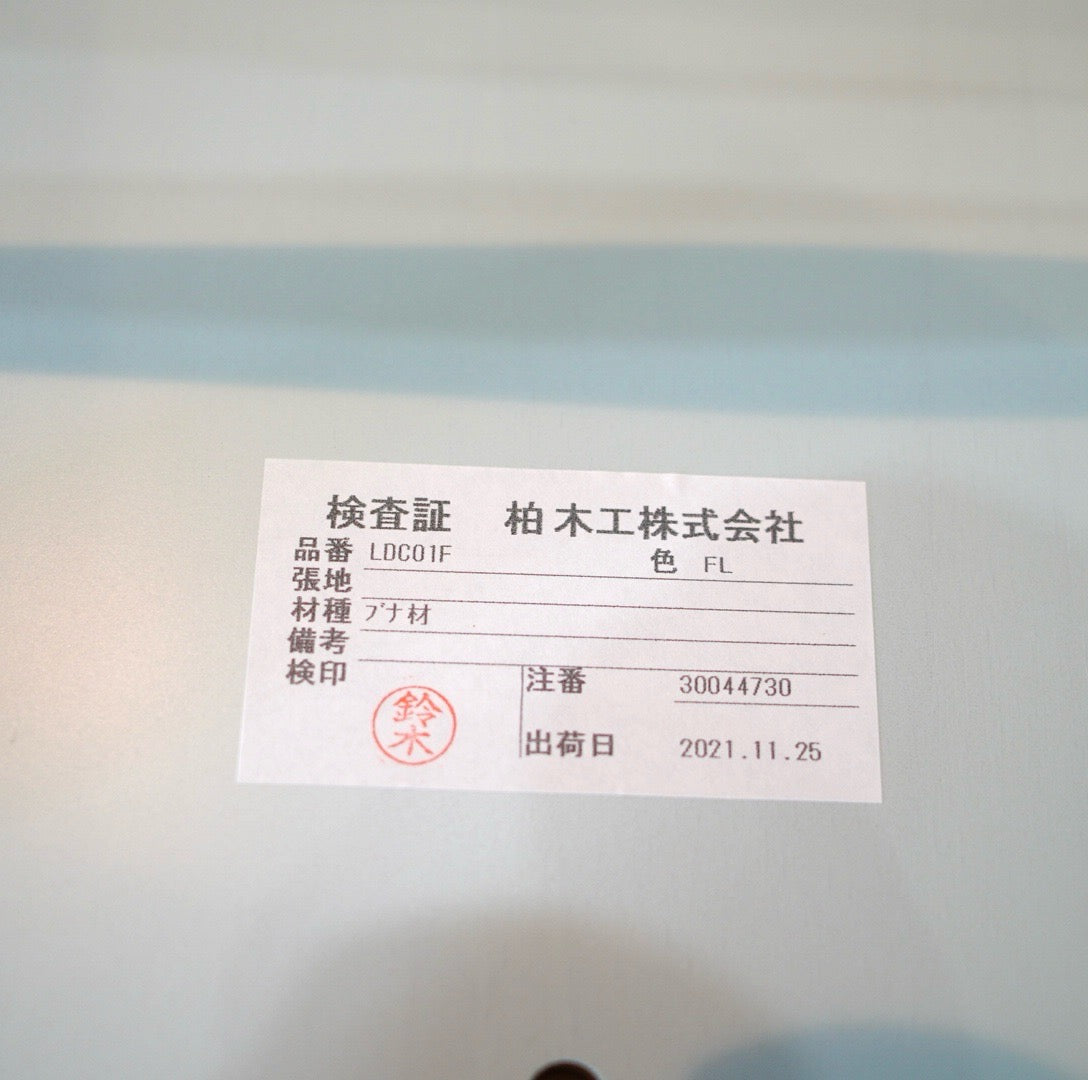 検査証 柏木工株式会社
品番 LDC01F 色 FL
張地
材種 ブナ材
備考
検印 注番 30044730
鈴木
出荷日 2021.11.25